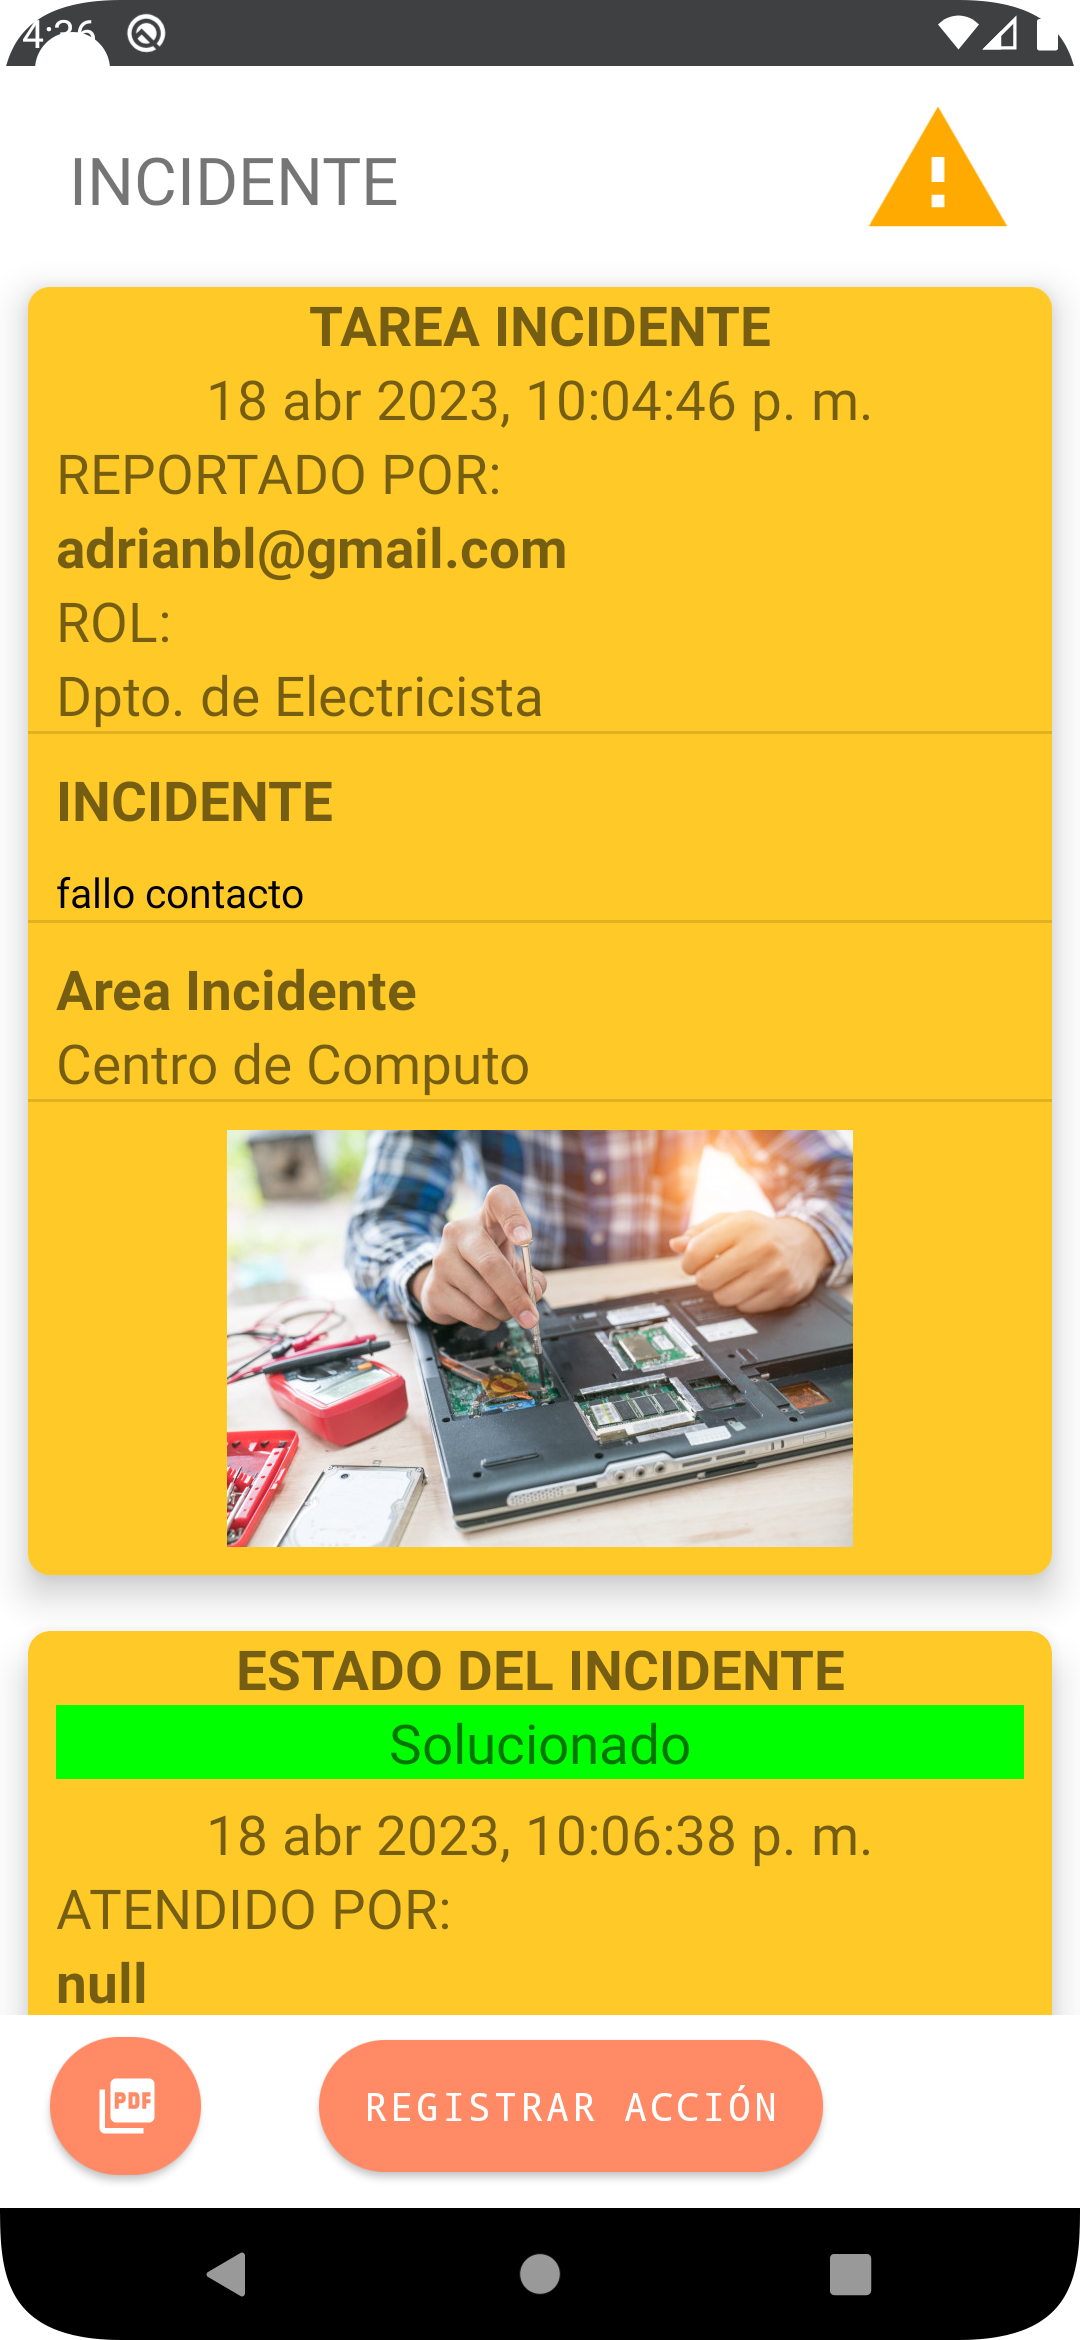 4:36
INCIDENTE
TAREA INCIDENTE
18 abr 2023, 10:04:46 p. m.
REPORTADO POR:
adrianbl@gmail.com
ROL:
Dpto. de Electricista
INCIDENTE
fallo contacto
Area Incidente
Centro de Computo
ESTADO DEL INCIDENTE
Solucionado
18 abr 2023, 10:06:38 p. m.
ATENDIDO POR:
null
PDF
REGISTRAR ACCIÓN